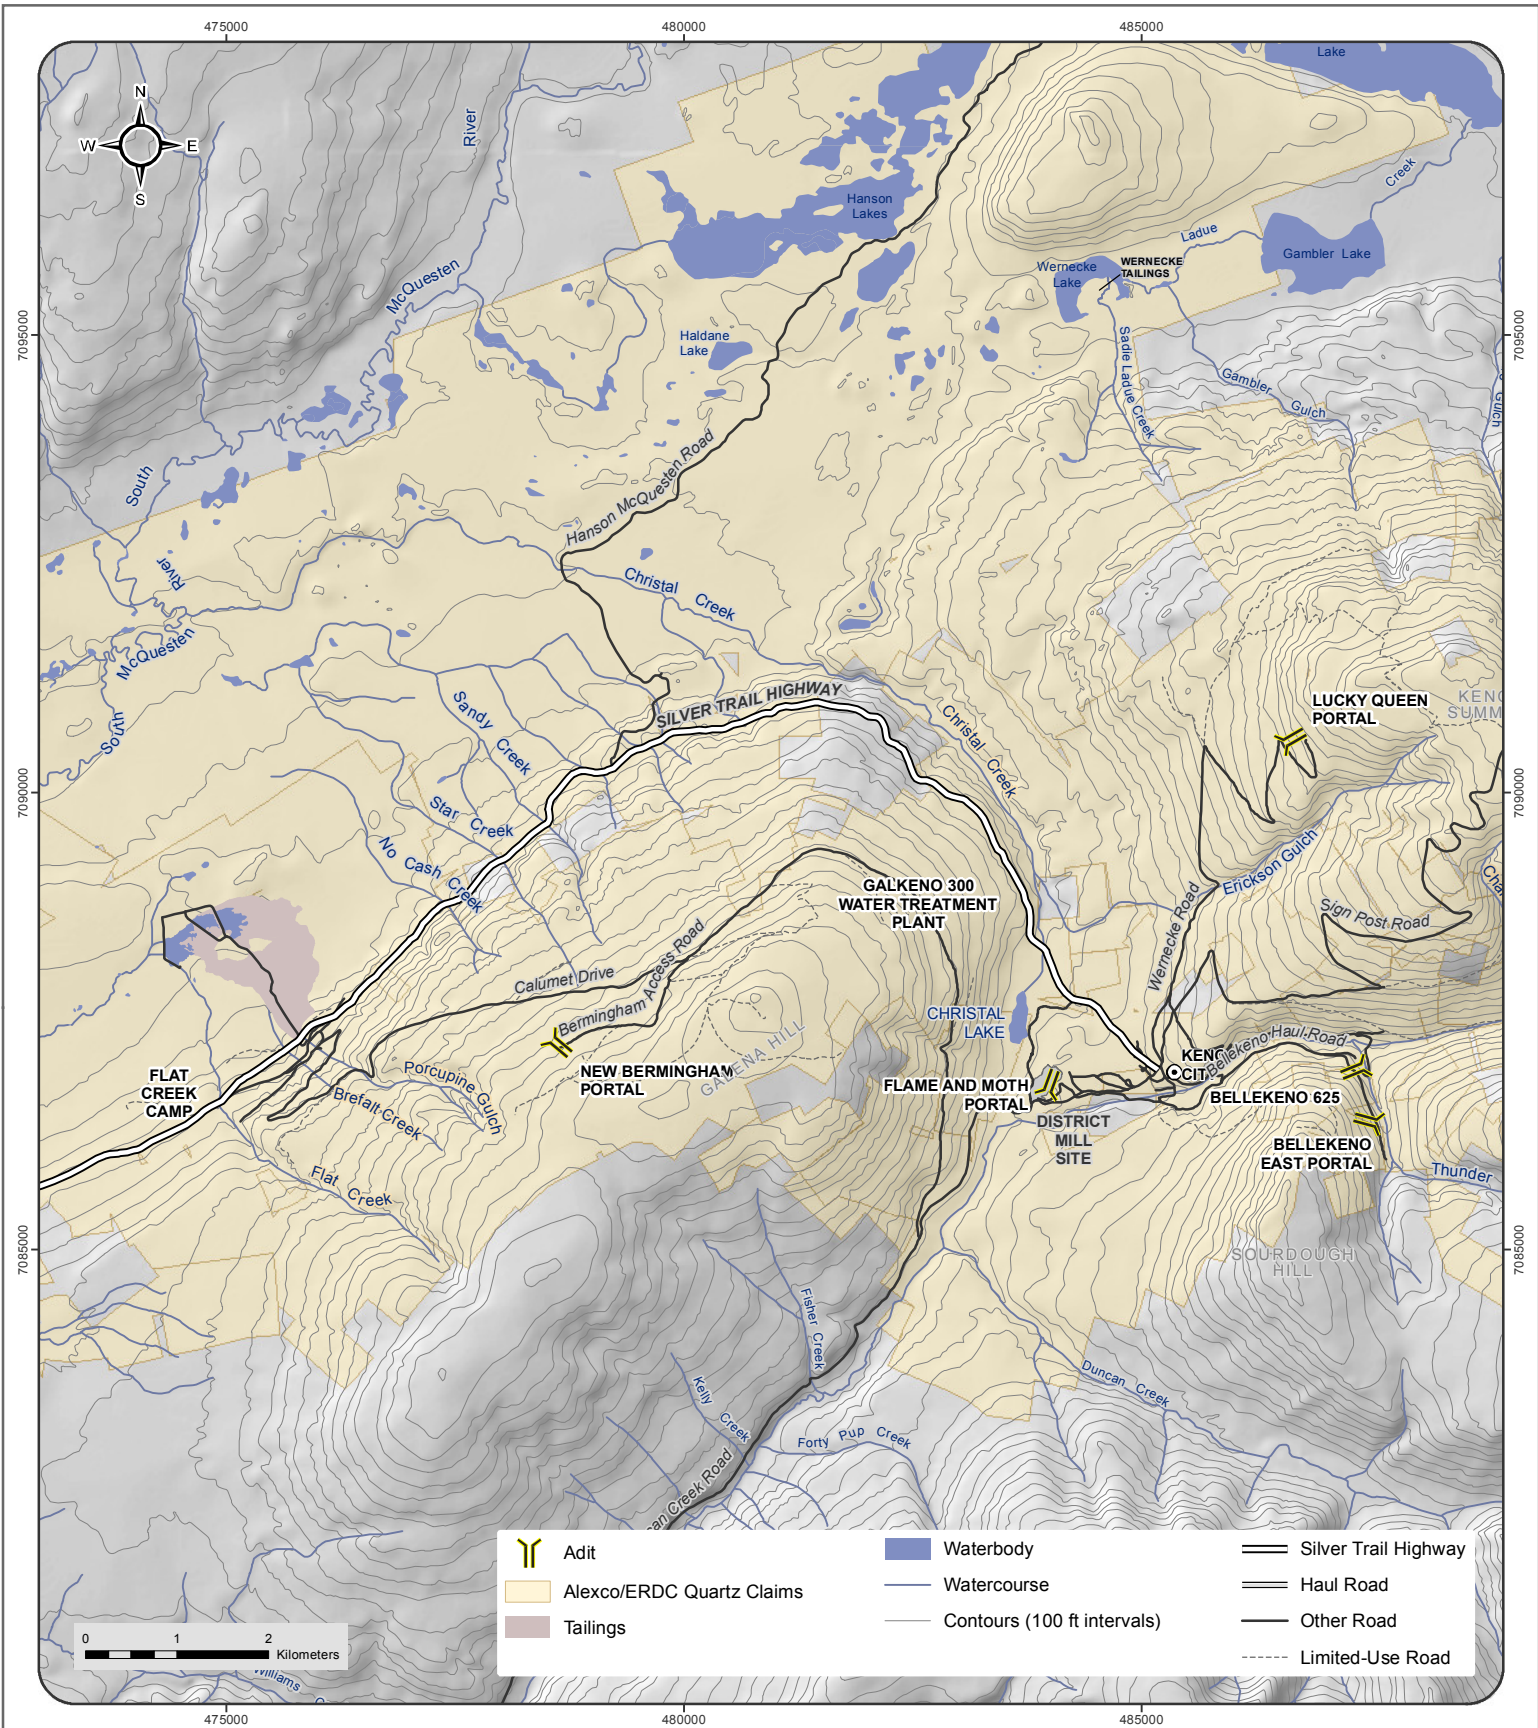 475000
480000
485000
Lake
N
W
E
S
River
Creek
Hanson
Lakes
Ladue
Gambler Lake
Wernecke
Lake
WERNECKE
TAILINGS
McQuesten
7095000
7095000
Haldane
Lake
Sadie Ladue Creek
Gambler
Gulch
Gulch
Hanson McQuesten Road
South
River
Christal Creek
McQuesten
South
SILVER TRAIL HIGHWAY
LUCKY QUEEN
PORTAL
Sandy Creek
Christal Creek
7090000
7090000
Star Creek
No Cash Creek
Erickson Gulch
GALKENO 300
WATER TREATMENT
PLANT
Sign Post Road
Wernecke Road
Bermingham Access Road
Calumet Drive
CHRISTAL
LAKE
GALENA HILL
Bellekeno Haul Road
FLAT
CREEK
CAMP
Porcupine Gulch
NEW BERMINGHAM
PORTAL
FLAME AND MOTH
PORTAL
BELLEKENO 625
Brefalt Creek
DISTRICT
MILL
SITE
BELLEKENO
EAST PORTAL
Flat Creek
Thunder
7085000
7085000
SOURDOUGH
HILL
Fisher Creek
Duncan Creek
Kelly Creek
Forty Pup Creek
Creek Road
Adit
Alexco/ERDC Quartz Claims
Tailings
Waterbody
Watercourse
Contours (100 ft intervals)
Silver Trail Highway
Haul Road
Other Road
Limited-Use Road
0 1 2
Kilometers
Williams
475000
480000
485000